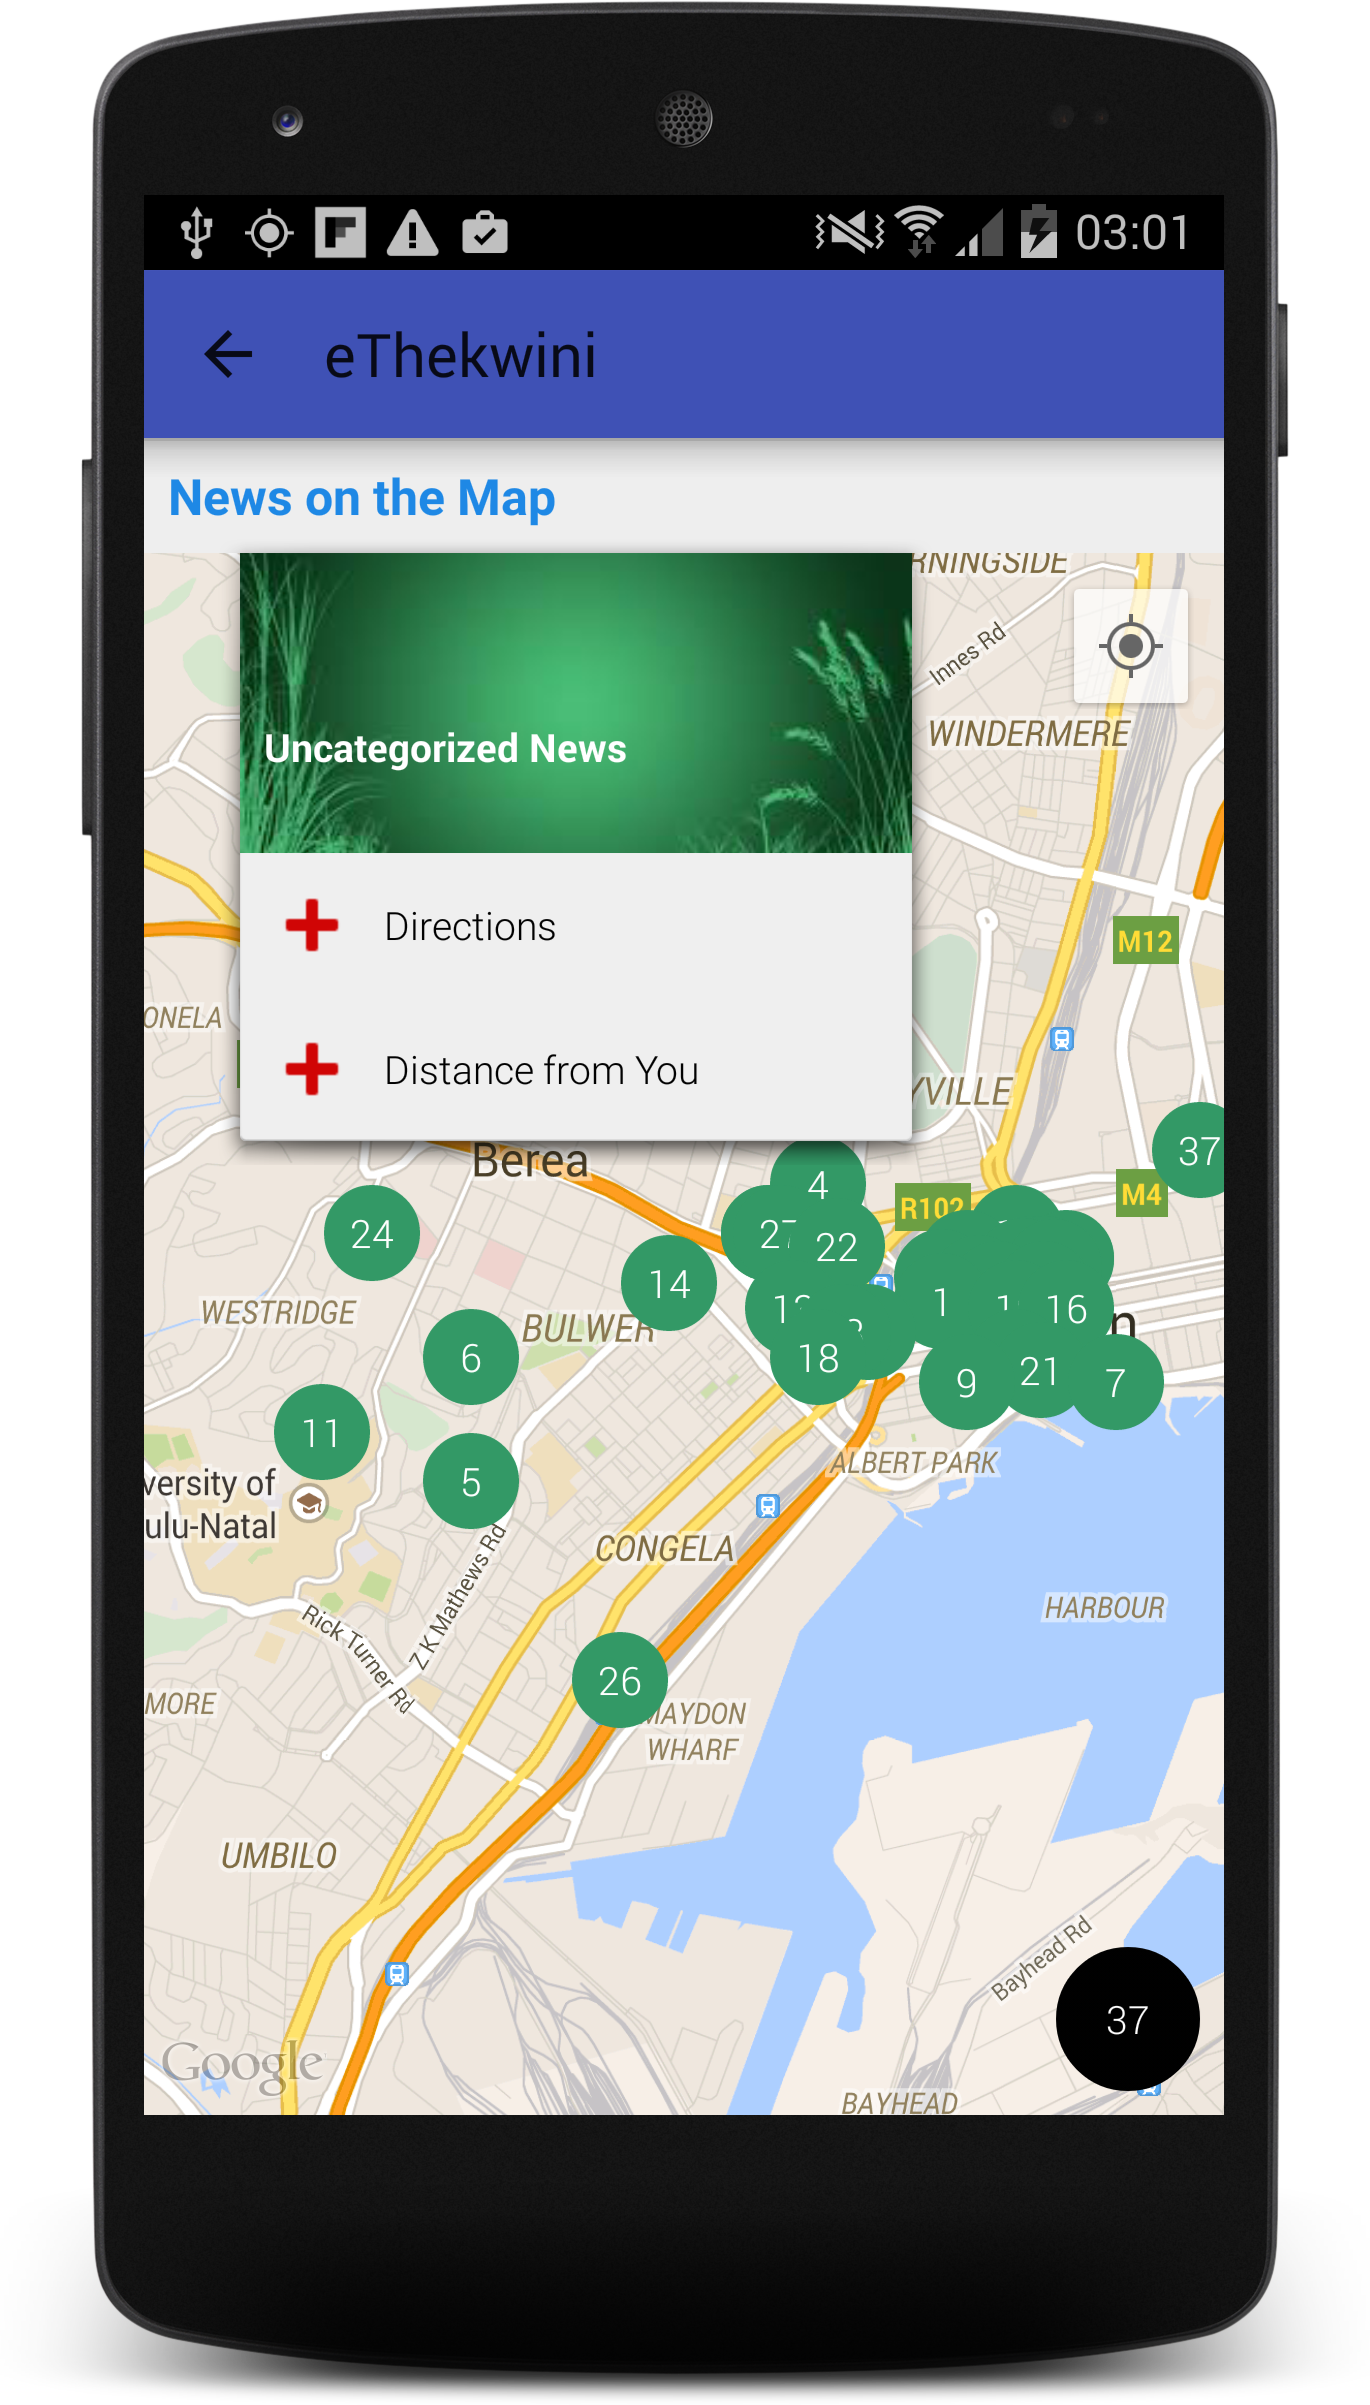 03:01
eThekwini
News on the Map
RNINGSIDE
Innes Rd
WINDERMERE
Uncategorized News
Directions
M12
ONELA
Distance from You
YVILLE
Berea
37
4
M4
R102
24
27
22
14
WESTRIDGE
BULWER
1
16
n
6
18
9
21
7
11
ALBERT PARK
versity of
ulu-Natal
5
CONGELA
Z K Mathews Rd
HARBOUR
Rick Turner Rd
26
MORE
MAYDON
WHARF
UMBILO
Bayhead Rd
37
Google
BAYHEAD